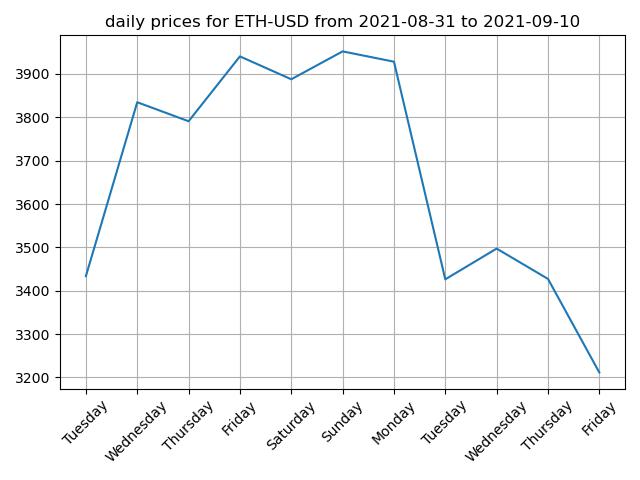 daily prices for ETH-USD from 2021-08-31 to 2021-09-10
3900
3800
3700
3600
3500
3400
3300
3200
Tuesday
Wednesday
Thursday
Friday
Saturday
Sunday
Monday
Tuesday
Wednesday
Thursday
Friday